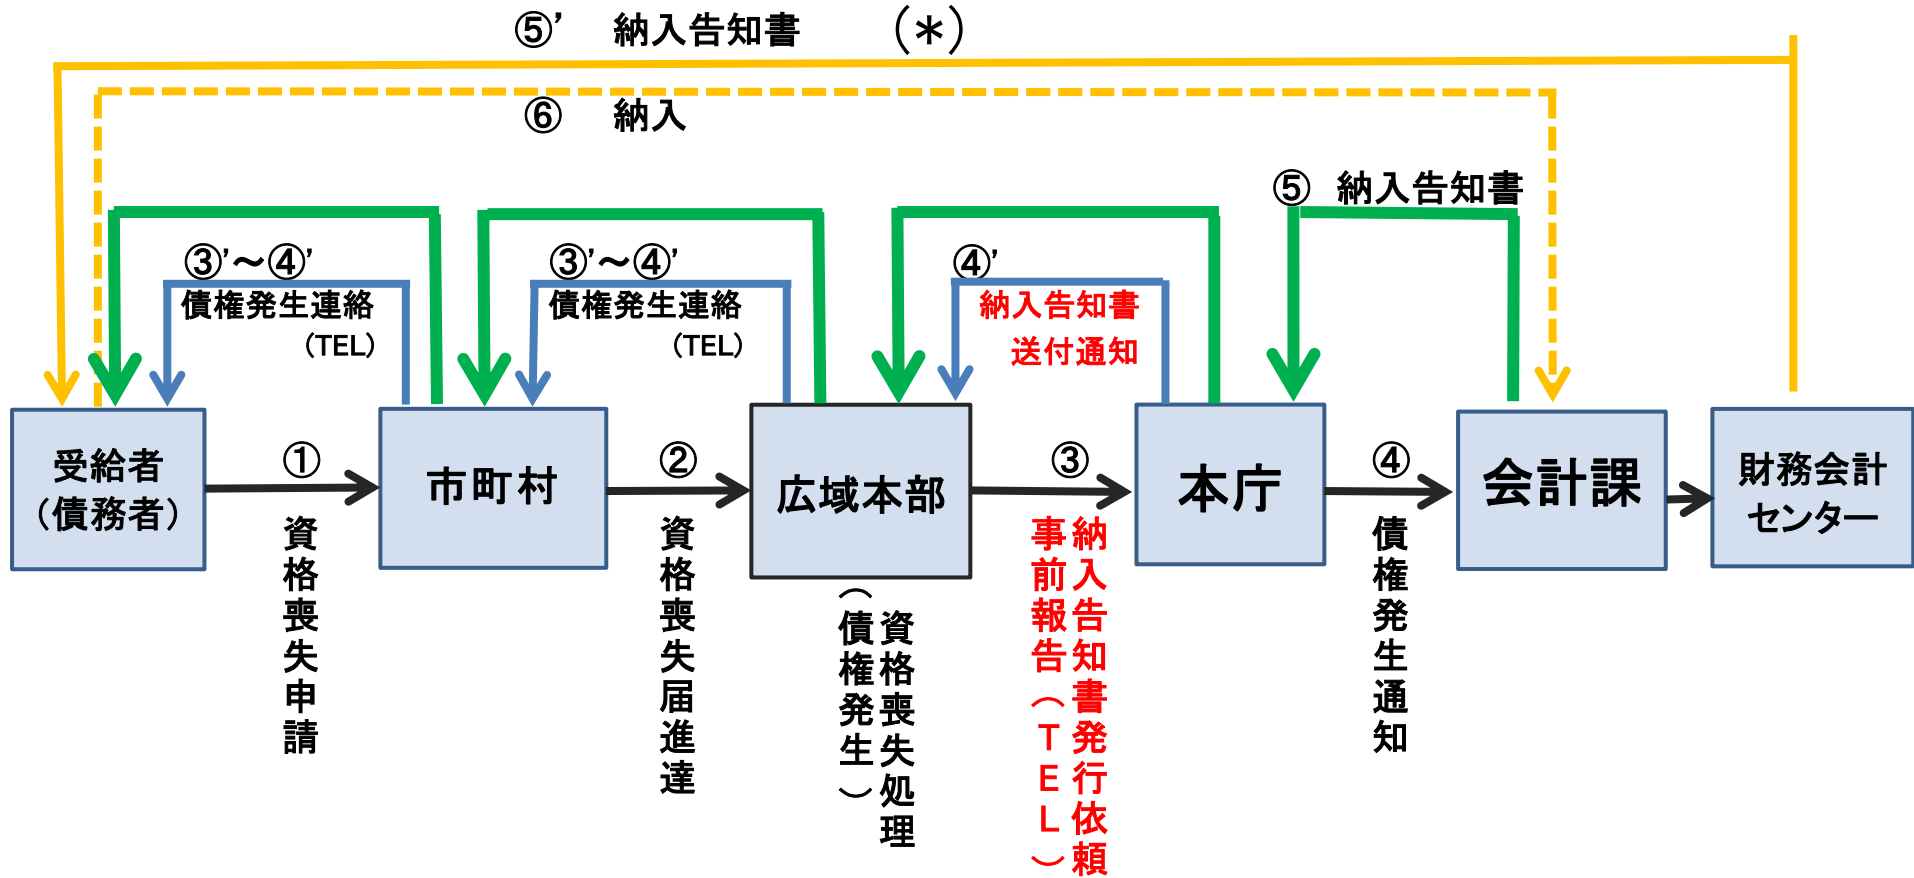 ⑤’ 納入告知書 （＊）
⑥ 納入
⑤ 納入告知書
③’～④’
債権発生連絡
（TEL）
③’～④’
債権発生連絡
（TEL）
④’
納入告知書
送付通知
受給者
（債務者）
①
資格喪失申請
市町村
②
資格喪失届進達
広域本部
資格喪失処理
（債権発生）
③
納入告知書発行依頼
事前報告（ＴＥＬ）
本庁
④
債権発生通知
会計課
財務会計
センター